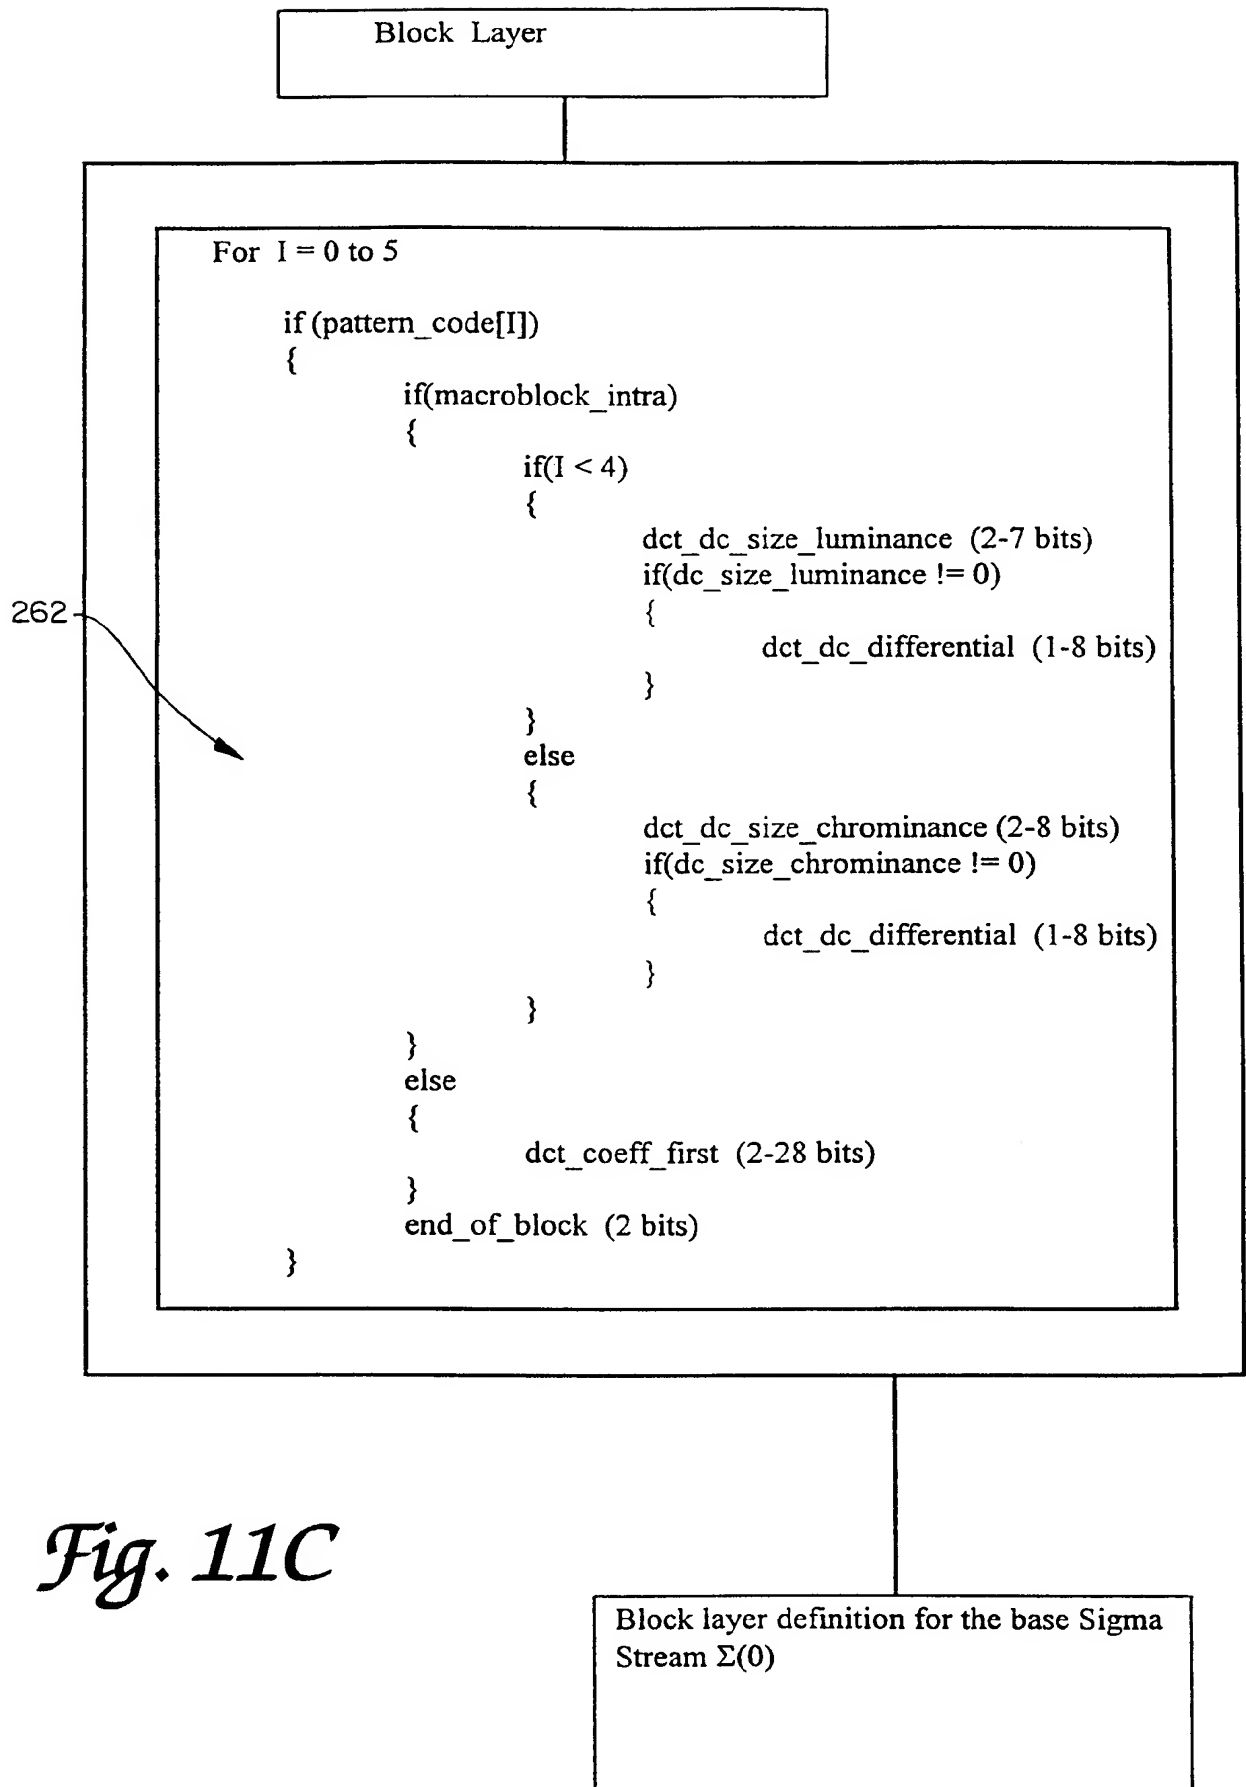 Block Layer
For I = 0 to 5
if (pattern_code[I])
{
if(macroblock_intra)
{
if(I < 4)
{
dct_dc_size_luminance (2-7 bits)
if(dc_size_luminance != 0)
{
dct_dc_differential (1-8 bits)
}
}
else
{
dct_dc_size_chrominance (2-8 bits)
if(dc_size_chrominance != 0)
{
dct_dc_differential (1-8 bits)
}
}
}
else
{
dct_coeff_first (2-28 bits)
}
end_of_block (2 bits)
}
262
Fig. 11C
Block layer definition for the base Sigma
Stream Σ(0)